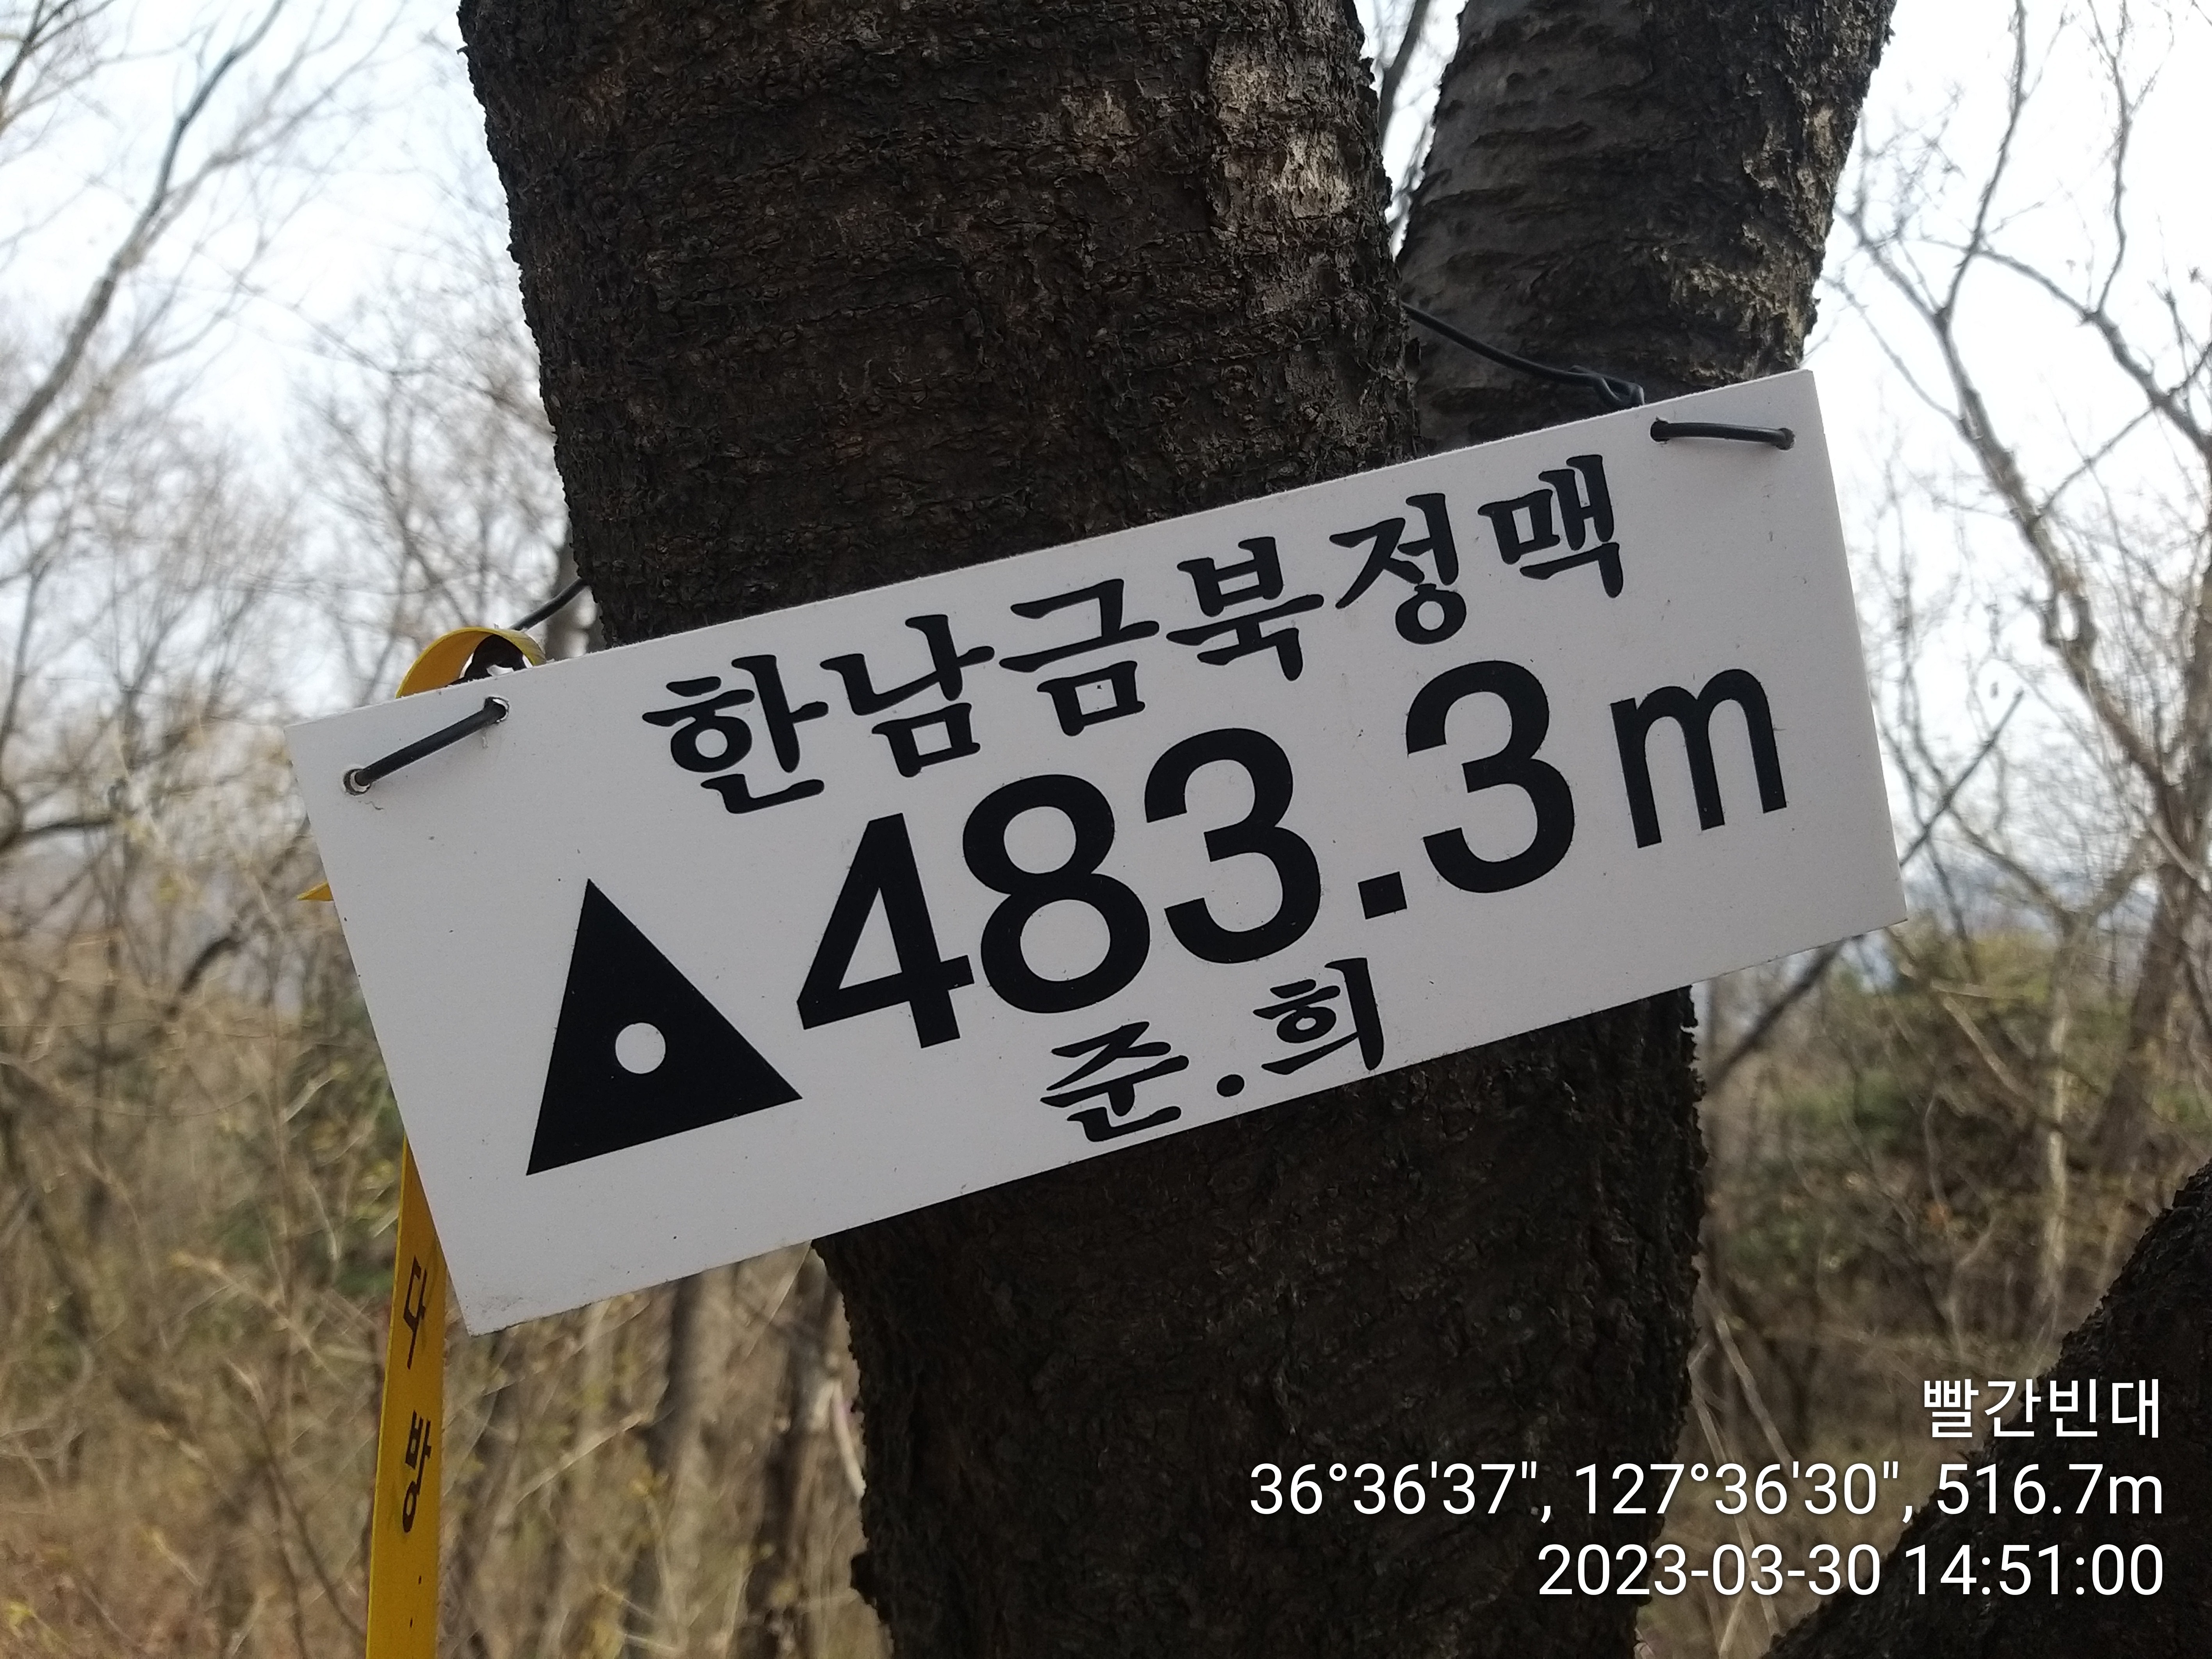 한남금북정맥
▲483.3m
준.희
빨간빈대
36°36'37", 127°36'30", 516.7m
2023-03-30 14:51:00